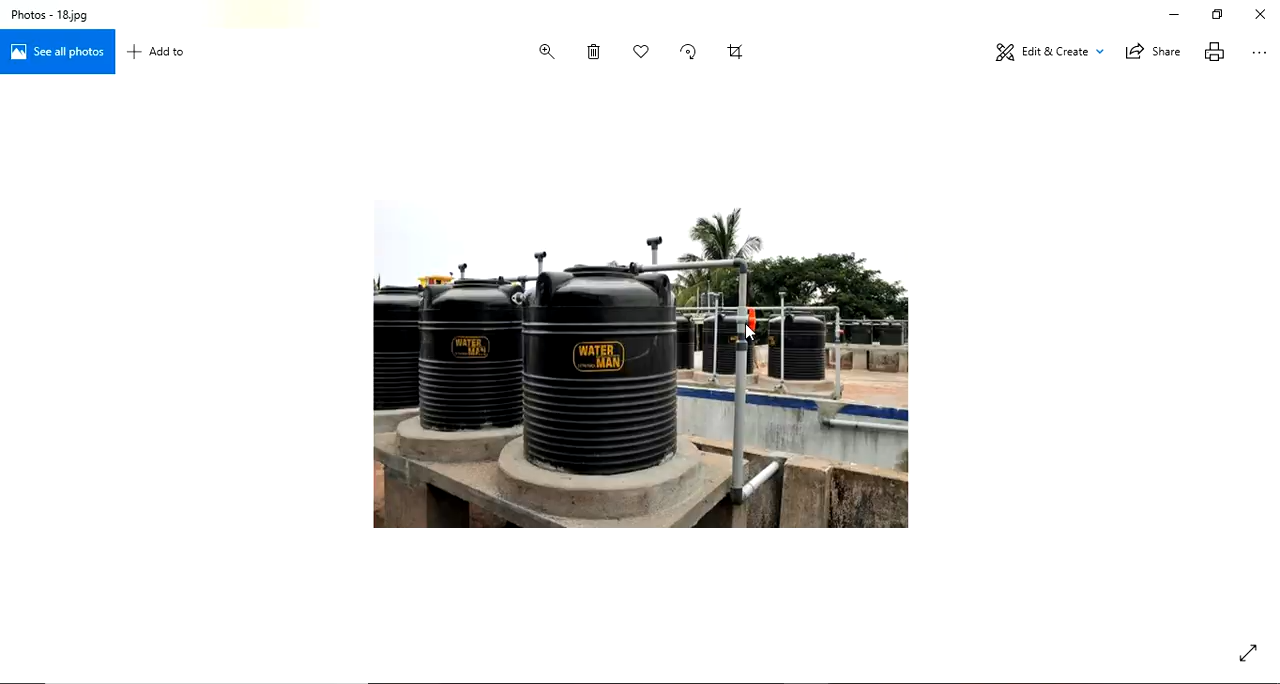 Photos - 18.jpg
See all photos
Add to
Edit & Create
Share
WATER
MAN
WATER
MAN